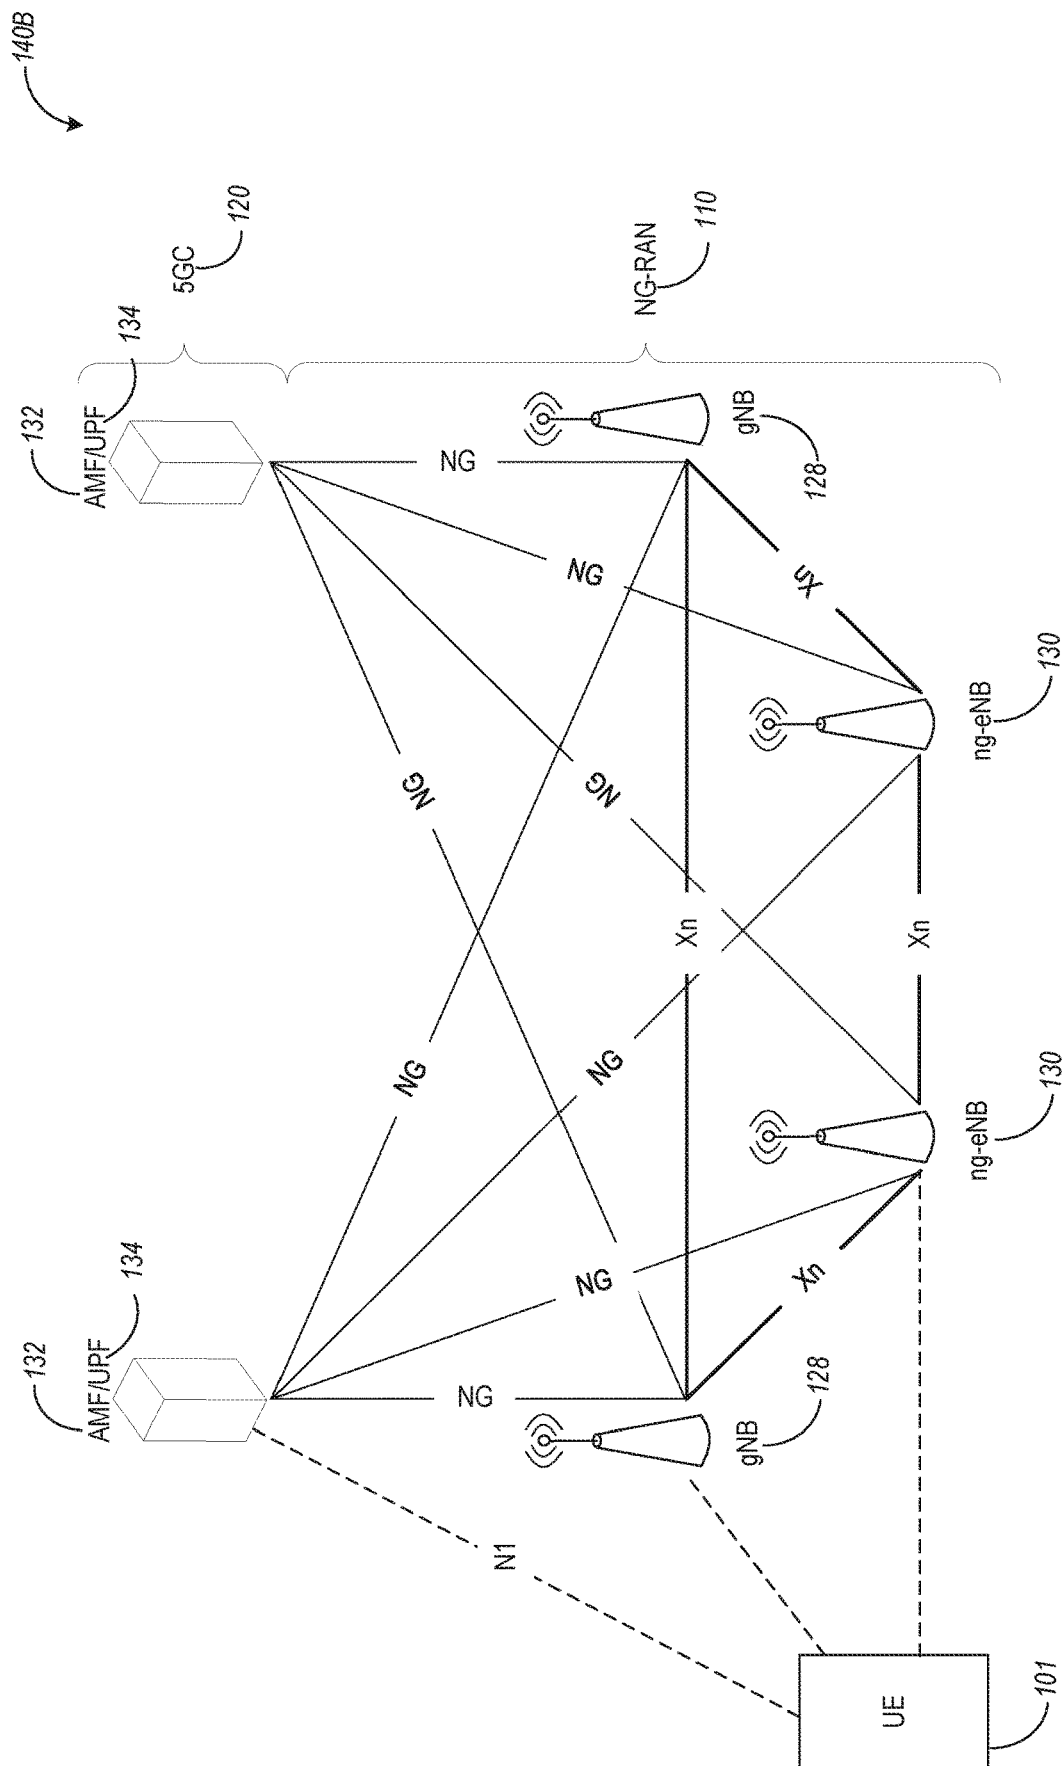 140B
5GC
120
NG-RAN
110
132
AMF/UPF
134
132
AMF/UPF
134
NG
NG
NG
NG
NG
NG
NG
NG
N1
Xn
Xn
Xn
Xn
gNB
128
gNB
128
ng-eNB
130
ng-eNB
130
UE
101